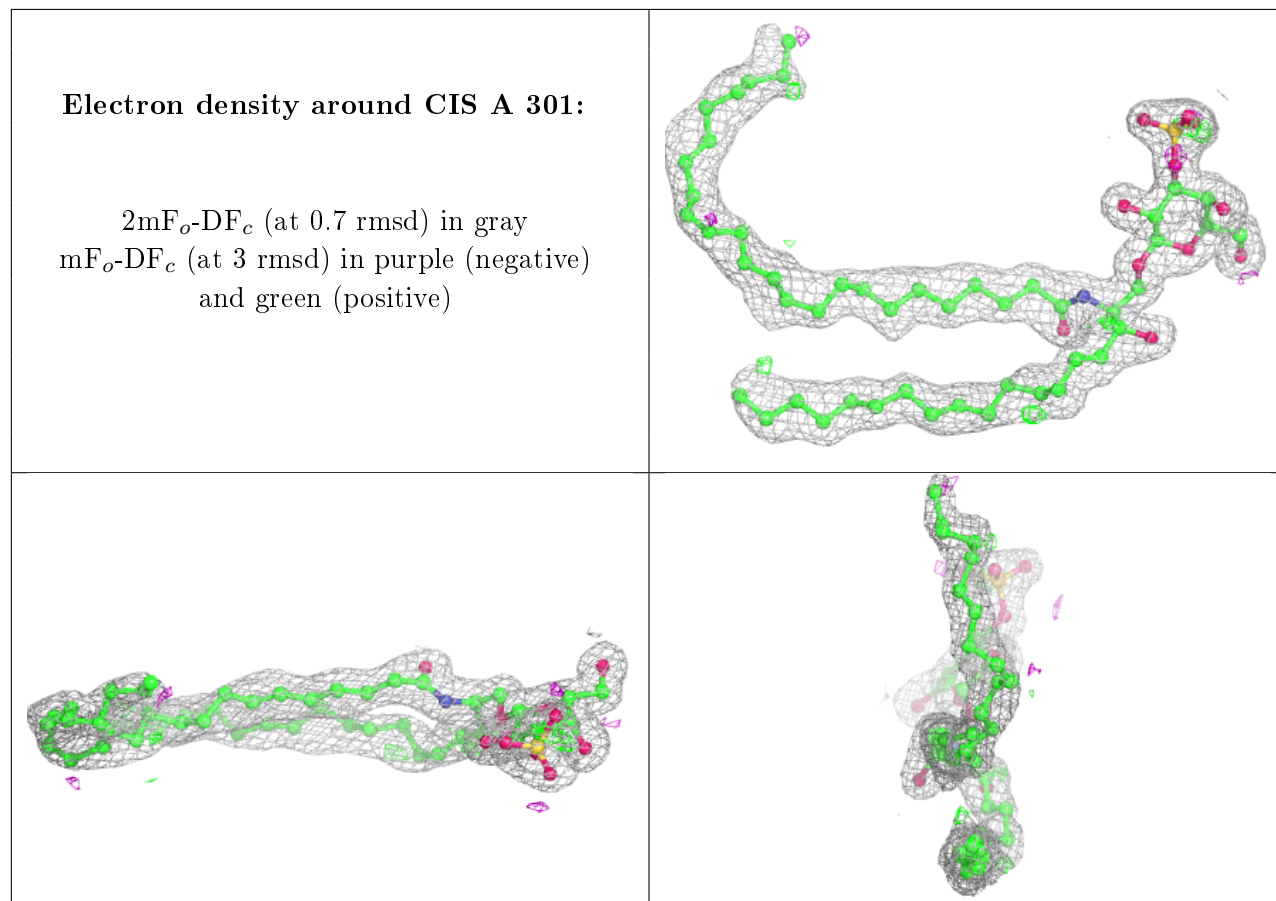 Electron density around CIS A 301:
2mFo-DFc (at 0.7 rmsd) in gray
mFo-DFc (at 3 rmsd) in purple (negative)
and green (positive)